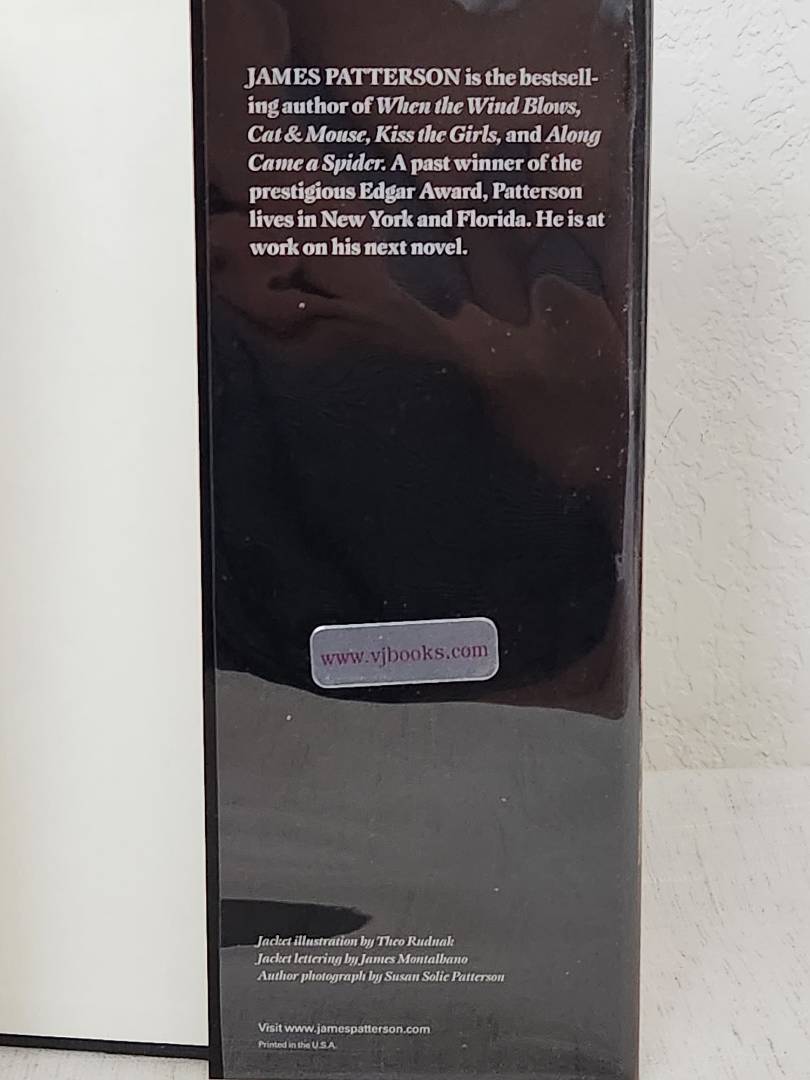 JAMES PATTERSON is the bestsell-
ing author of When the Wind Blows,
Cat & Mouse, Kiss the Girls, and Along
Came a Spider. A past winner of the
prestigious Edgar Award, Patterson
lives in New York and Florida. He is at
work on his next novel.
www.vjbooks.com
Jacket illustration by Theo Rudnak
Jacket lettering by James Montalbano
Author photograph by Susan Solie Patterson
Visit www.jamespatterson.com
Printed in the U.S.A.